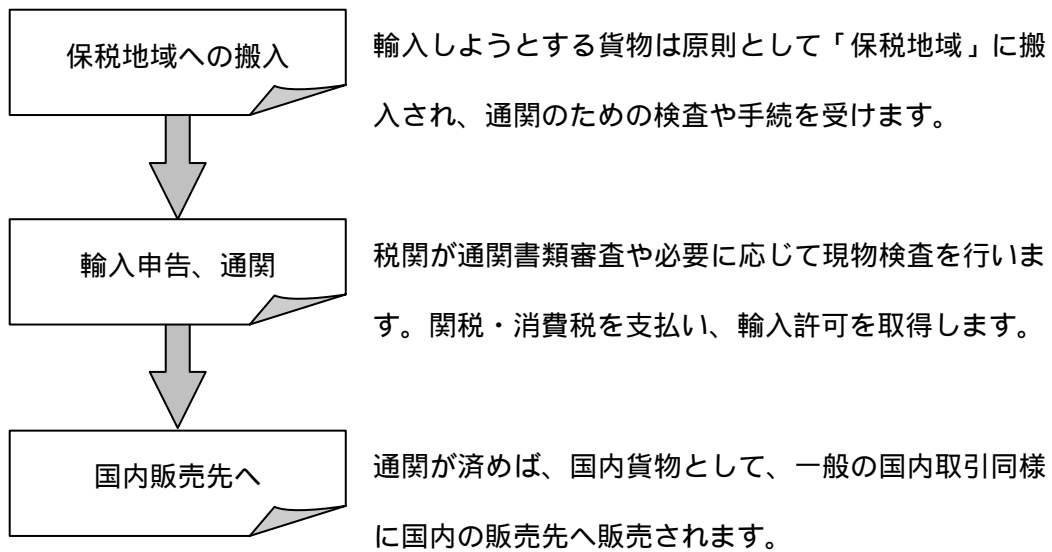 保税地域への搬入
輸入しようとする貨物は原則として「保税地域」に搬
入され、通関のための検査や手続を受けます。
輸入申告、通関
税関が通関書類審査や必要に応じて現物検査を行いま
す。関税・消費税を支払い、輸入許可を取得します。
国内販売先へ
通関が済めば、国内貨物として、一般の国内取引同様
に国内の販売先へ販売されます。